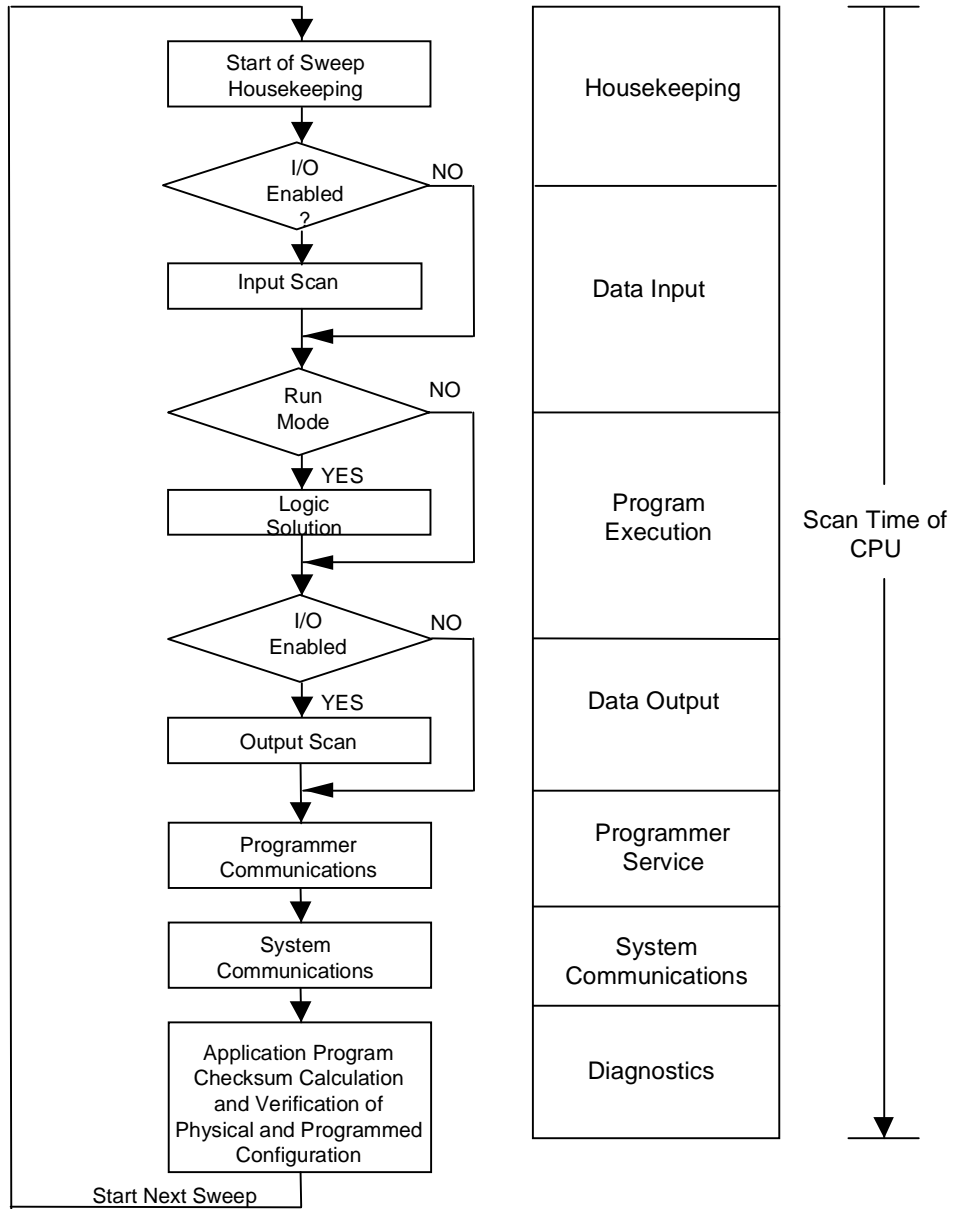 Start of Sweep
Housekeeping
I/O
Enabled
?
NO
Input Scan
Run
Mode
NO
YES
Logic
Solution
I/O
Enabled
NO
YES
Output Scan
Programmer
Communications
System
Communications
Application Program
Checksum Calculation
and Verification of
Physical and Programmed
Configuration
Start Next Sweep
Housekeeping
Data Input
Program
Execution
Data Output
Programmer
Service
System
Communications
Diagnostics
Scan Time of
CPU